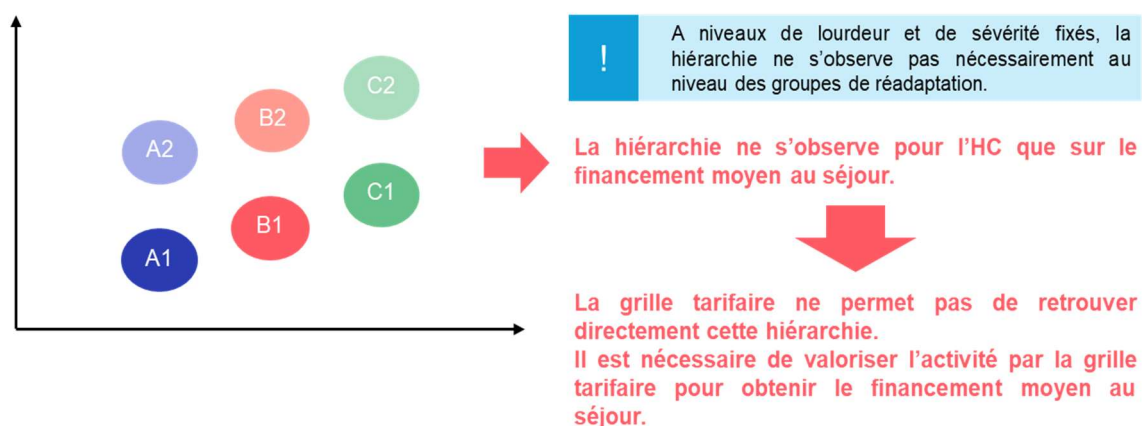 A2
B2
C2
A1
B1
C1
!
A niveaux de lourdeur et de sévérité fixés, la
hiérarchie ne s’observe pas nécessairement au
niveau des groupes de réadaptation.
La hiérarchie ne s’observe pour l’HC que sur le
financement moyen au séjour.
La grille tarifaire ne permet pas de retrouver
directement cette hiérarchie.
Il est nécessaire de valoriser l’activité par la grille
tarifaire pour obtenir le financement moyen au
séjour.